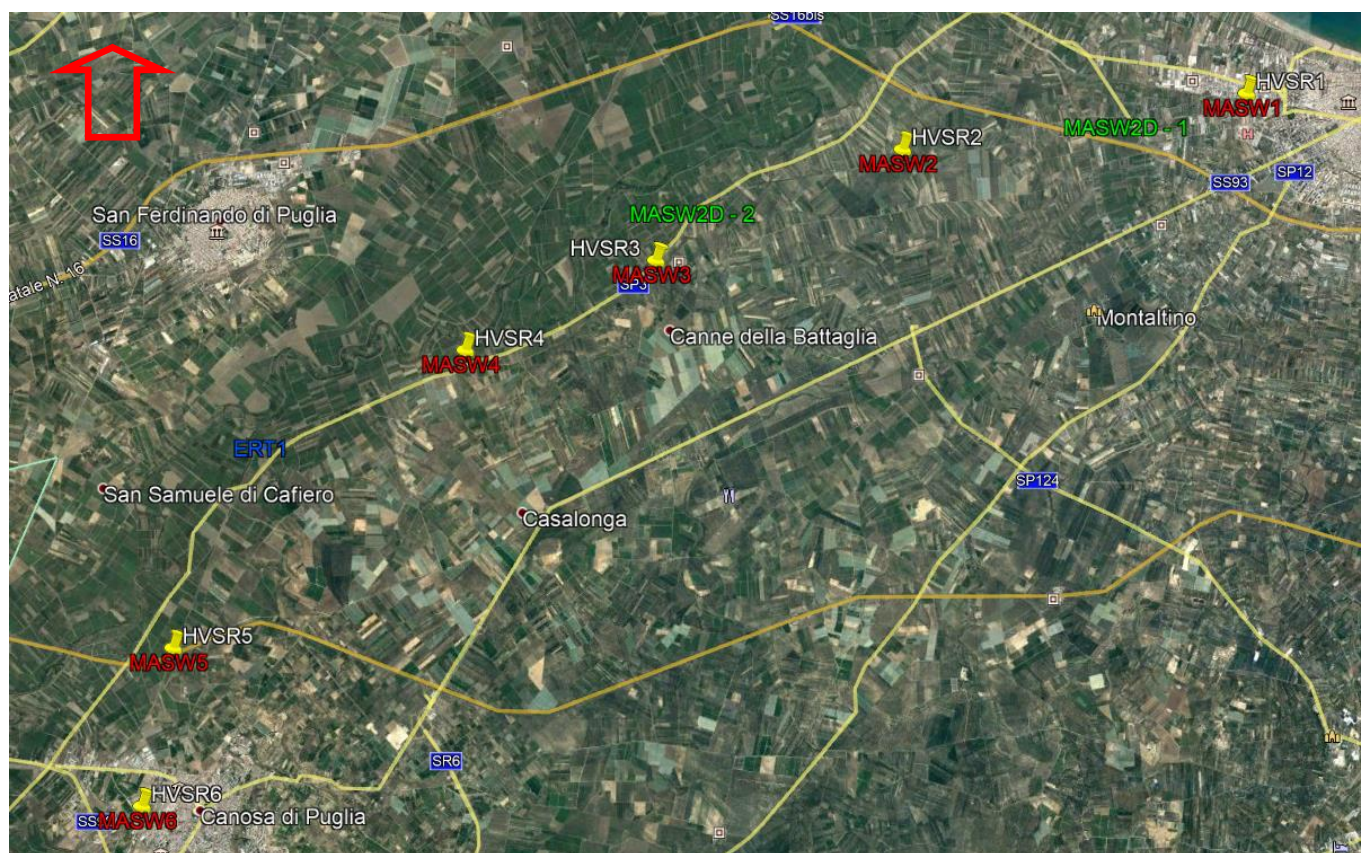 SS16bis
HVSR1
MASW1
MASW2D - 1
H
HVSR2
MASW2
SP12
SS93
San Ferdinando di Puglia
MASW2D - 2
SS16
HVSR3
MASW3
atale N. 16
SP3
Montaltino
Canne della Battaglia
HVSR4
MASW4
ERT1
SP124
San Samuele di Cafiero
Casalonga
HVSR5
MASW5
SR6
HVSR6
MASW6
Canosa di Puglia